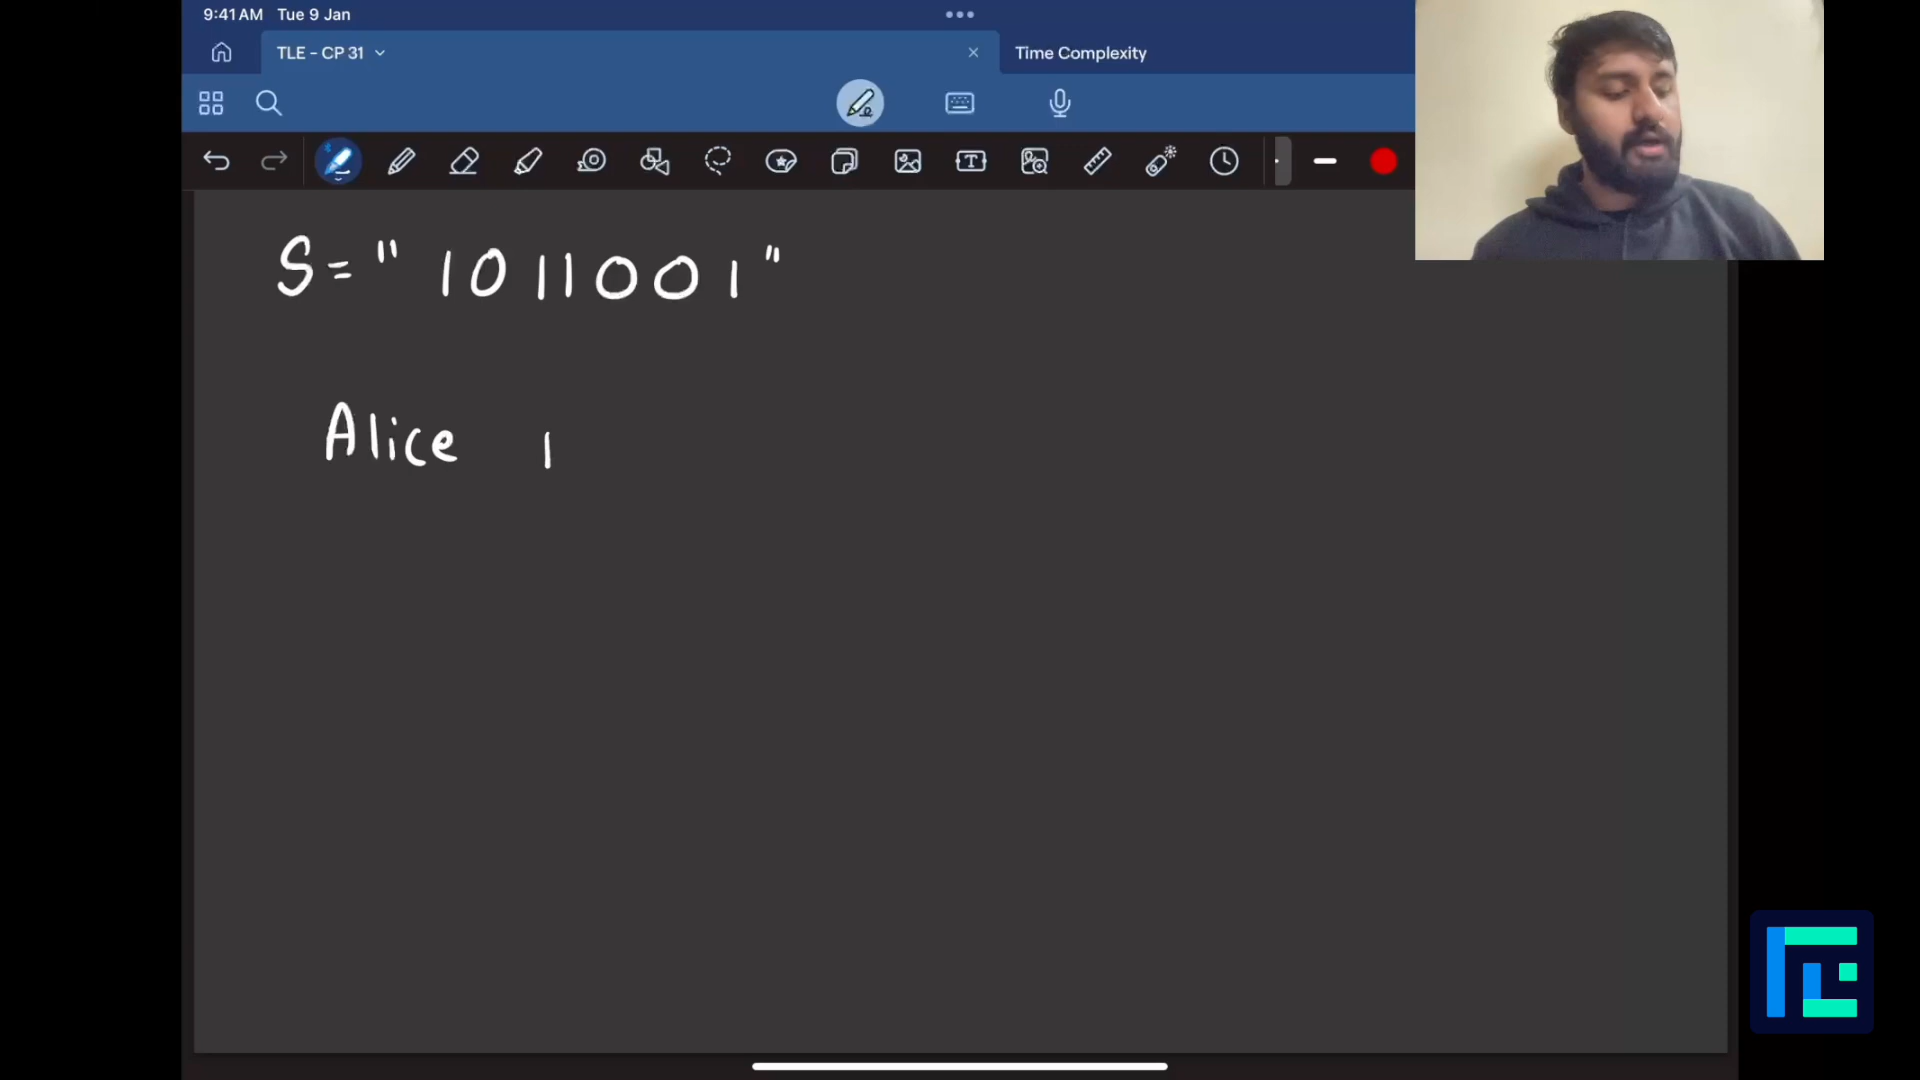 9:41 AM Tue 9 Jan
TLE - CP 31
Time Complexity
S = " 1011001 "
Alice 1